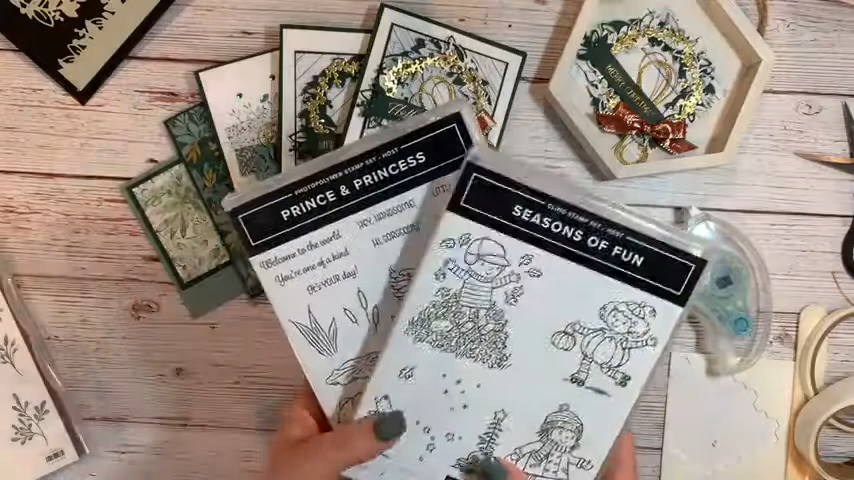 MERRY CHRISTMAS
PHOTOPOLYMER STAMP SET • HOST
PRINCE & PRINCESS
Welcome to the world
You're one of a kind
It's YOUR day!
HEY, HANDSOME
HI, GORGEOUS
CLING STAMP SET • HOST
SEASONS OF FUN